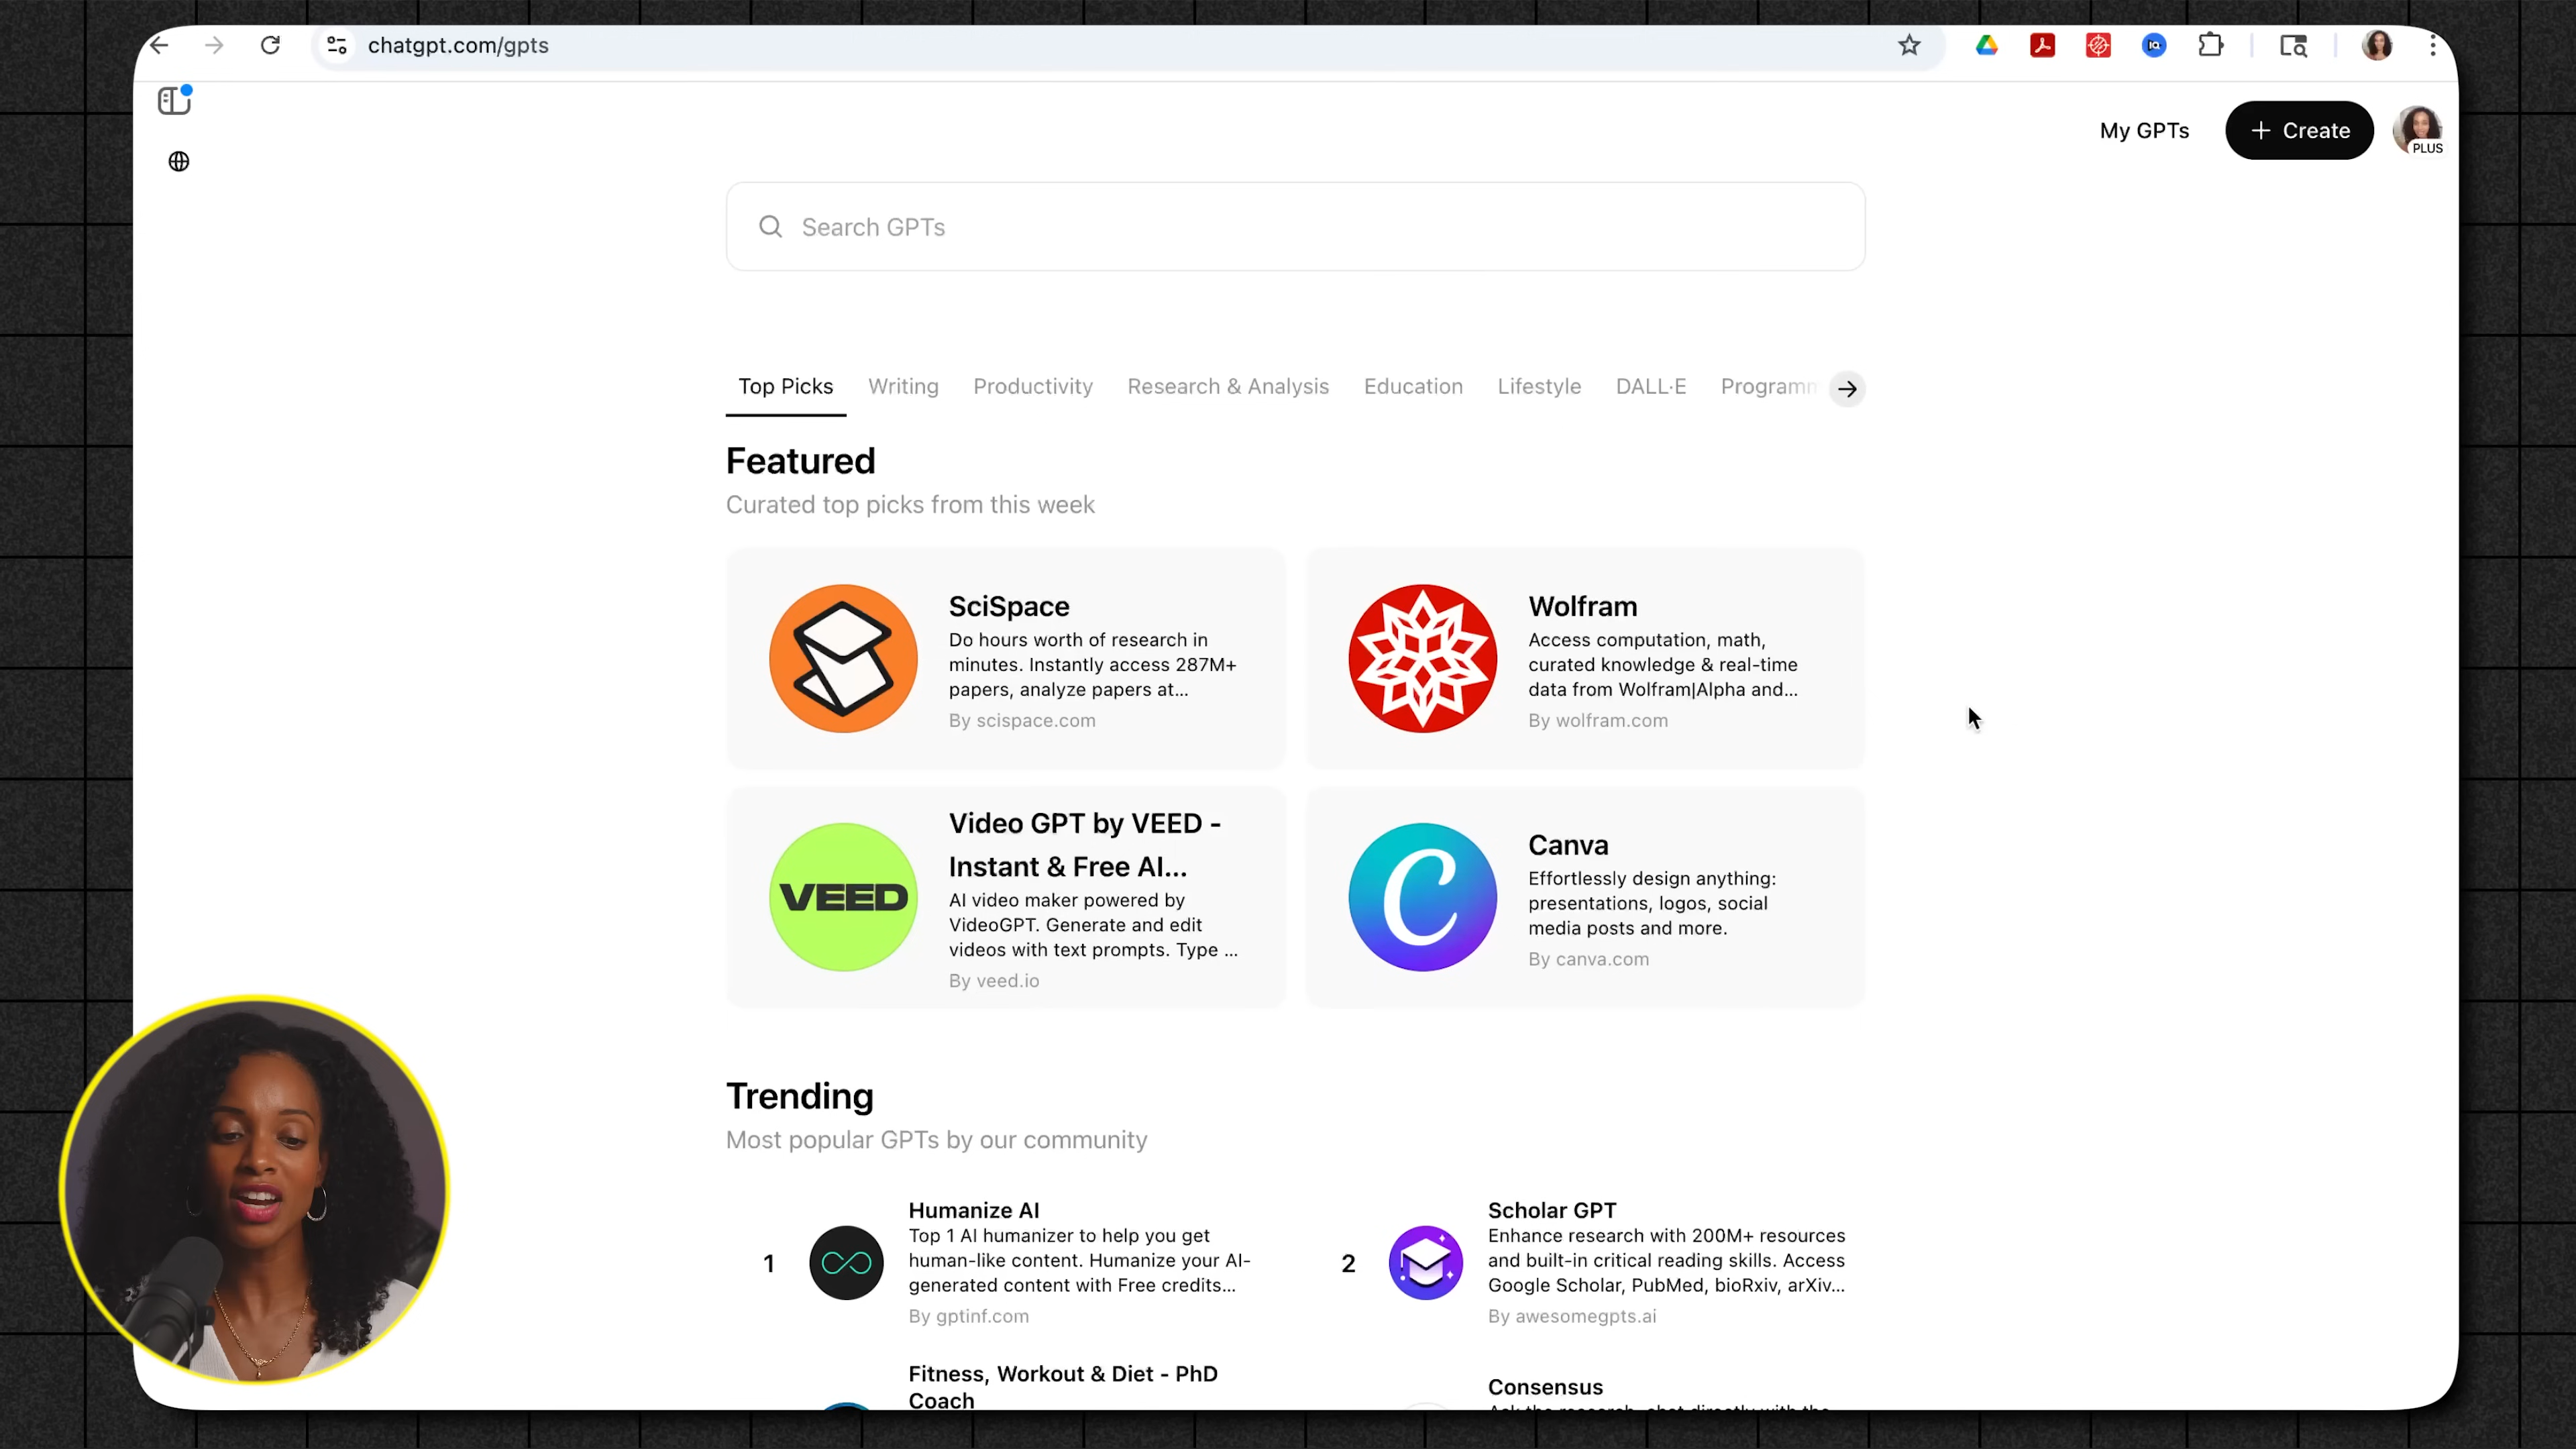 chatgpt.com/gpts
My GPTs
+ Create
PLUS
Search GPTs
Top Picks
Writing
Productivity
Research & Analysis
Education
Lifestyle
DALL·E
Programm
Featured
Curated top picks from this week
SciSpace
Do hours worth of research in
minutes. Instantly access 287M+
papers, analyze papers at...
By scispace.com
Wolfram
Access computation, math,
curated knowledge & real-time
data from Wolfram|Alpha and...
By wolfram.com
VEED
Video GPT by VEED -
Instant & Free AI...
AI video maker powered by
VideoGPT. Generate and edit
videos with text prompts. Type ...
By veed.io
C
Canva
Effortlessly design anything:
presentations, logos, social
media posts and more.
By canva.com
Trending
Most popular GPTs by our community
1
Humanize AI
Top 1 AI humanizer to help you get
human-like content. Humanize your AI-
generated content with Free credits...
By gptinf.com
2
Scholar GPT
Enhance research with 200M+ resources
and built-in critical reading skills. Access
Google Scholar, PubMed, bioRxiv, arXiv...
By awesomegpts.ai
Fitness, Workout & Diet - PhD
Coach
Consensus